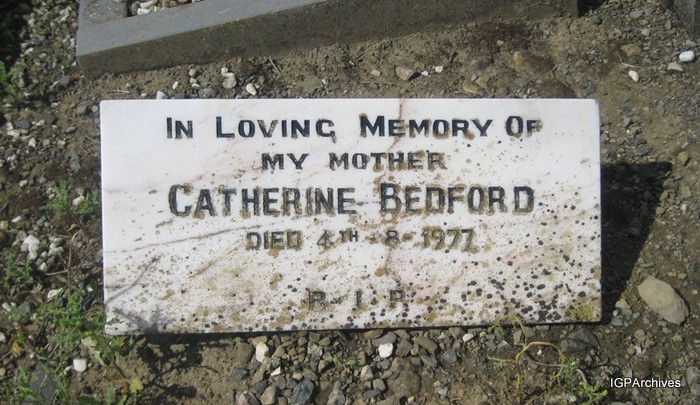 IN LOVING MEMORY OF
MY MOTHER
CATHERINE BEDFORD
DIED 4TH - 8 - 1977
R. I. P.
IGPArchives